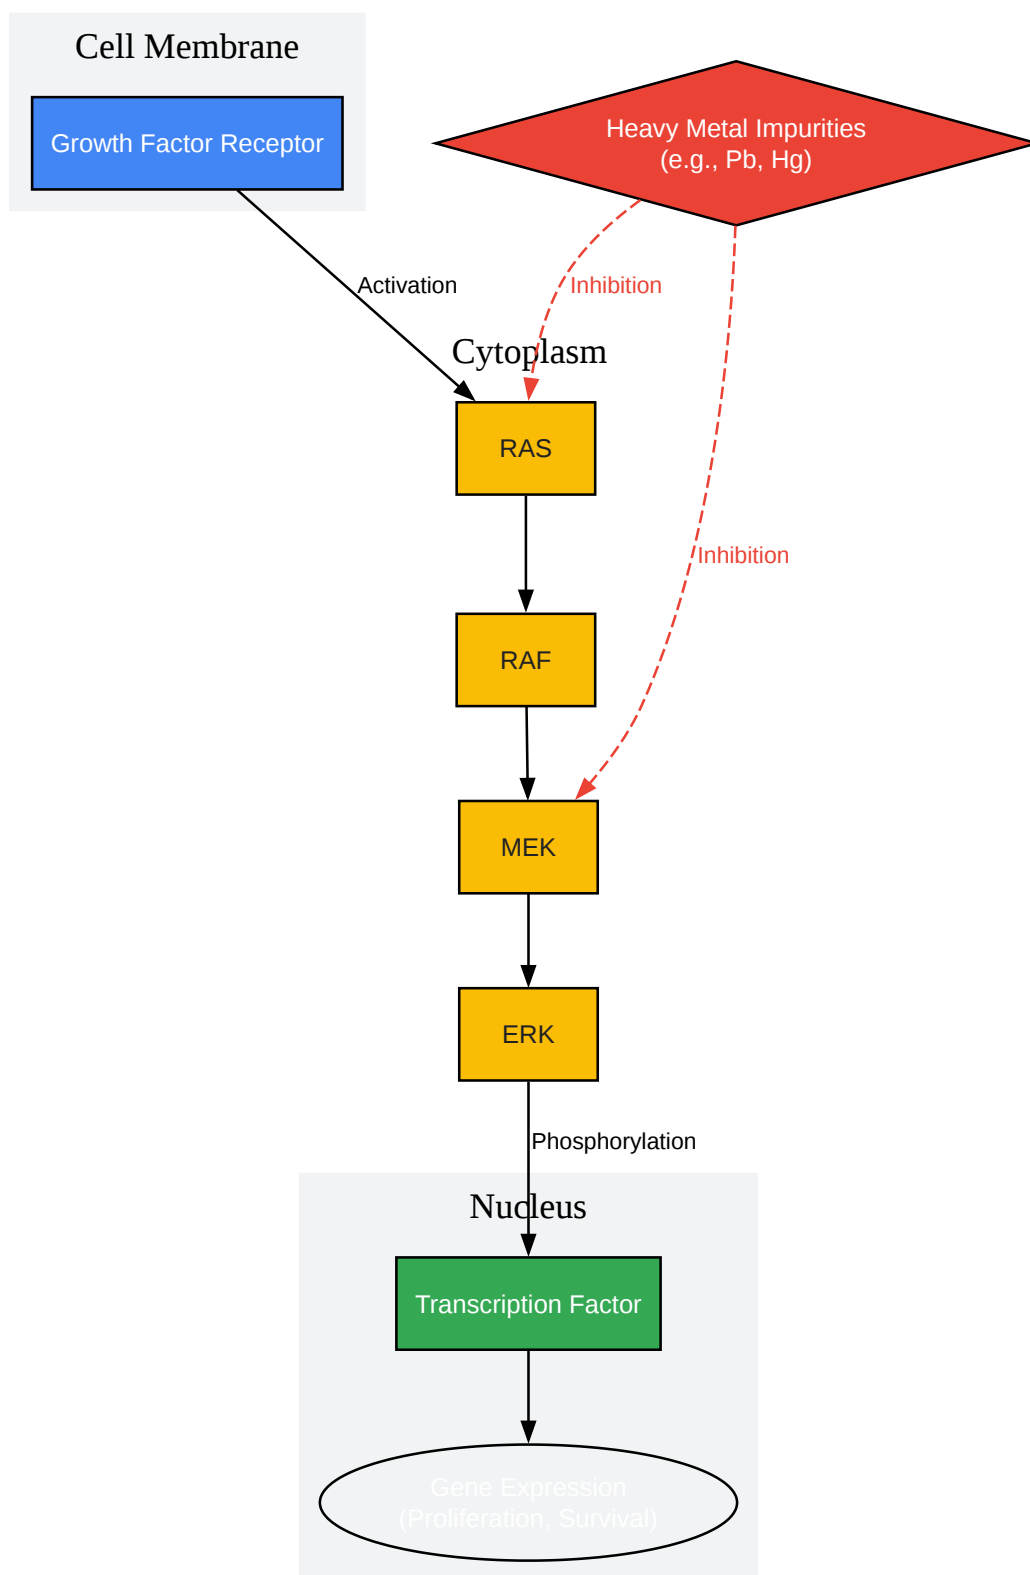 Cell Membrane
Growth Factor Receptor
Heavy Metal Impurities
(e.g., Pb, Hg)
Activation
Inhibition
Cytoplasm
RAS
Inhibition
RAF
MEK
ERK
Phosphorylation
Nucleus
Transcription Factor
Gene Expression
(Proliferation, Survival)